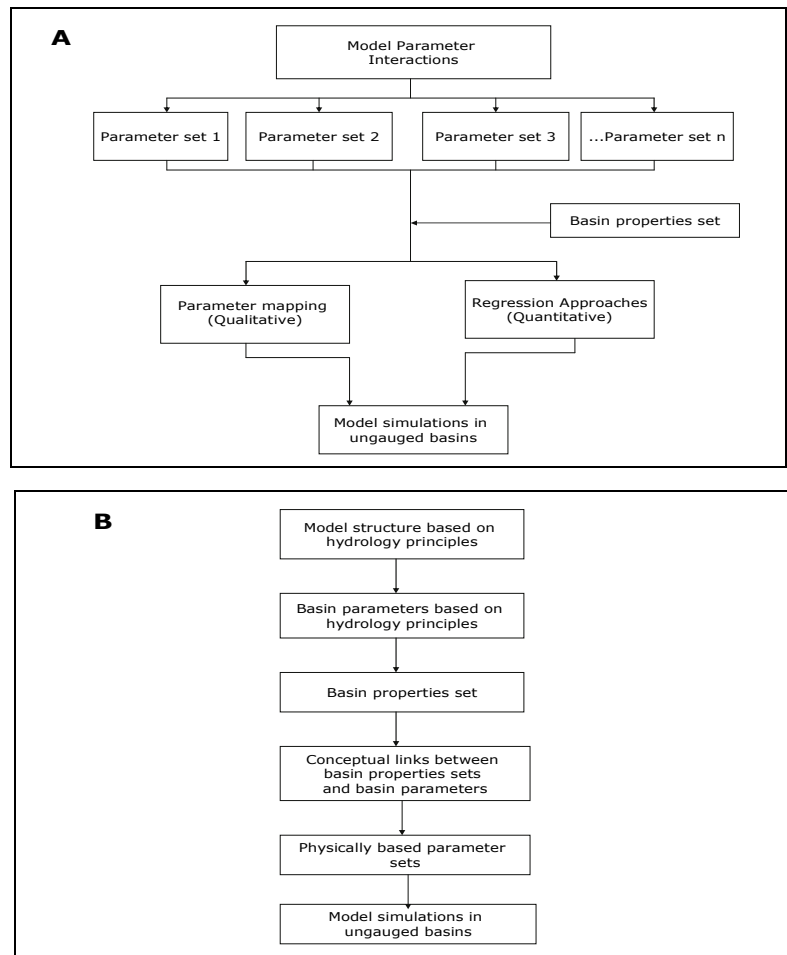 A
Model Parameter
Interactions
Parameter set 1
Parameter set 2
Parameter set 3
...Parameter set n
Basin properties set
Parameter mapping
(Qualitative)
Regression Approaches
(Quantitative)
Model simulations in
ungauged basins
B
Model structure based on
hydrology principles
Basin parameters based on
hydrology principles
Basin properties set
Conceptual links between
basin properties sets
and basin parameters
Physically based parameter
sets
Model simulations in
ungauged basins